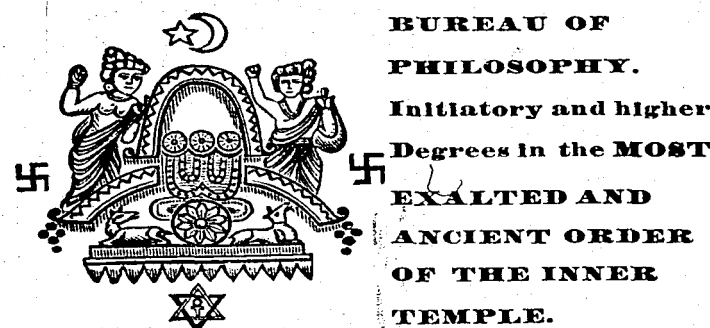 BUREAU OF
PHILOSOPHY.
Initiatory and higher
Degrees in the MOST
EXALTED AND
ANCIENT ORDER
OF THE INNER
TEMPLE.